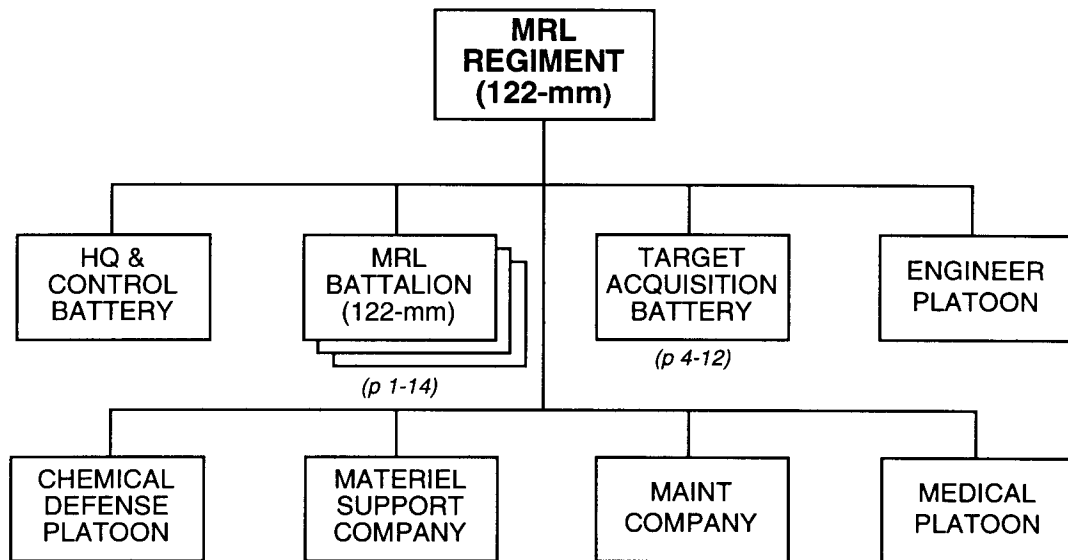 MRL
REGIMENT
(122-mm)
HQ &
CONTROL
BATTERY
MRL
BATTALION
(122-mm)
(p 1-14)
TARGET
ACQUISITION
BATTERY
(p 4-12)
ENGINEER
PLATOON
CHEMICAL
DEFENSE
PLATOON
MATERIEL
SUPPORT
COMPANY
MAINT
COMPANY
MEDICAL
PLATOON